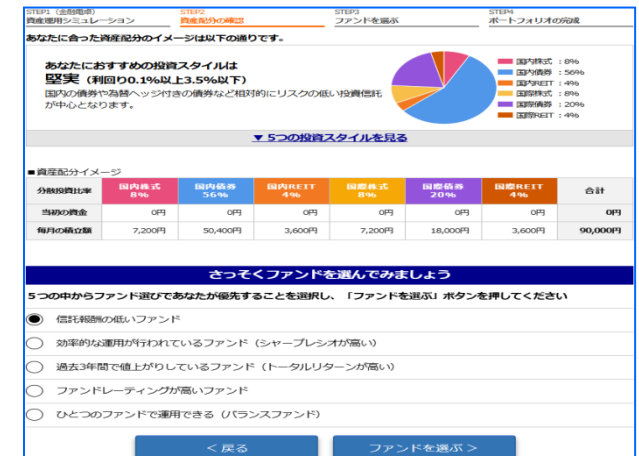 STEP1 (金融電卓)
資産運用シミュレーション
STEP2
資産配分の確認
STEP3
ファンドを選ぶ
STEP4
ポートフォリオの完成
あなたに合った資産配分のイメージは以下の通りです。
あなたにおすすめの投資スタイルは
堅実 (利回り0.1%以上3.5%以下)
国内の債券や為替ヘッジ付きの債券など相対的にリスクの低い投資信託が中心となります。
国内株式 : 8%
国内債券 : 56%
国内REIT : 4%
国際株式 : 8%
国際債券 : 20%
国際REIT : 4%
▼ 5つの投資スタイルを見る
■資産配分イメージ
分散投資比率 国内株式 8% 国内債券 56% 国内REIT 4% 国際株式 8% 国際債券 20% 国際REIT 4% 合計
当初の資金 0円 0円 0円 0円 0円 0円 0円
毎月の積立額 7,200円 50,400円 3,600円 7,200円 18,000円 3,600円 90,000円
さっそくファンドを選んでみましょう
5つの中からファンド選びであなたが優先することを選択し、「ファンドを選ぶ」ボタンを押してください
信託報酬の低いファンド
効率的な運用が行われているファンド (シャープレシオが高い)
過去3年間で値上がりしているファンド (トータルリターンが高い)
ファンドレーティングが高いファンド
ひとつのファンドで運用できる (バランスファンド)
< 戻る
ファンドを選ぶ >